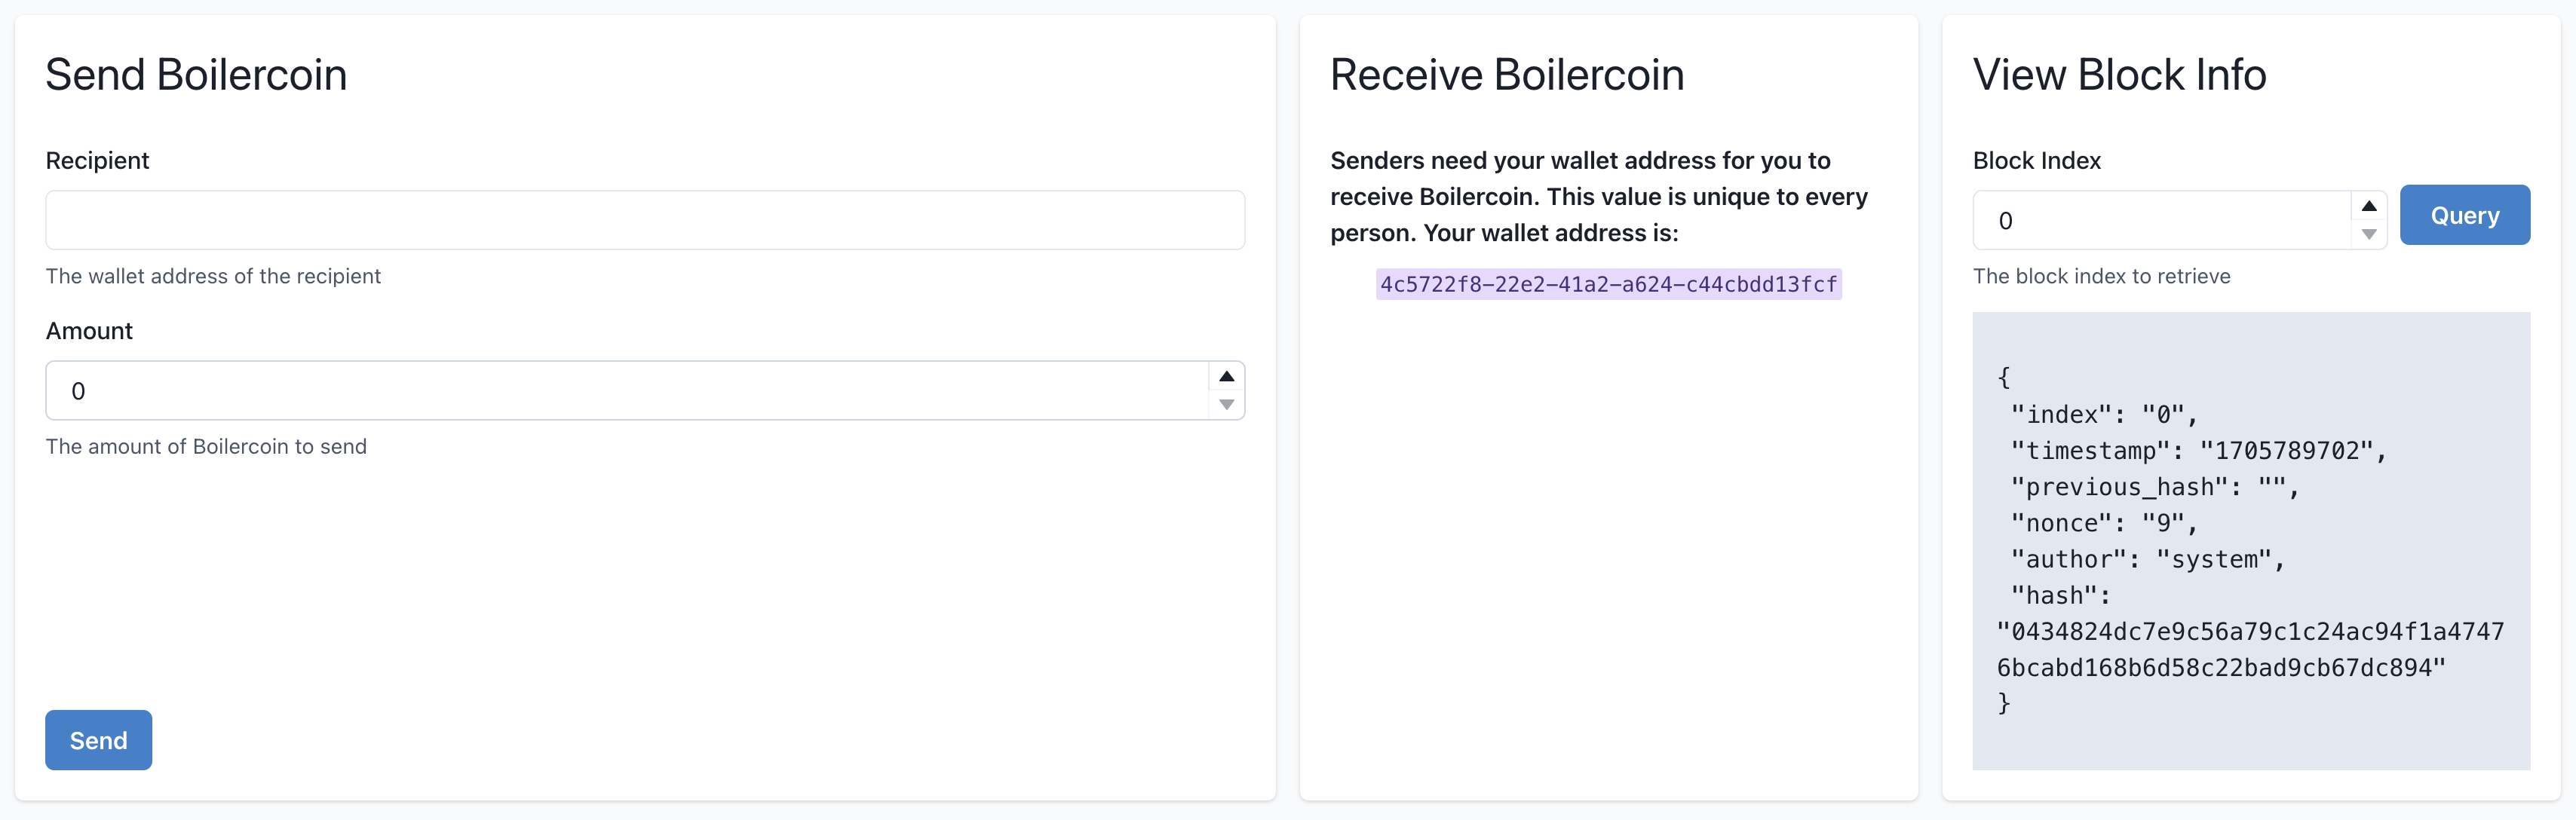 Send Boilercoin
Recipient
The wallet address of the recipient
Amount
0
The amount of Boilercoin to send
Send
Receive Boilercoin
Senders need your wallet address for you to
receive Boilercoin. This value is unique to every
person. Your wallet address is:
4c5722f8-22e2-41a2-a624-c44cbdd13fcf
View Block Info
Block Index
0
Query
The block index to retrieve
{
"index": "0",
"timestamp": "1705789702",
"previous_hash": "",
"nonce": "9",
"author": "system",
"hash":
"0434824dc7e9c56a79c1c24ac94f1a4747
6bcabd168b6d58c22bad9cb67dc894"
}